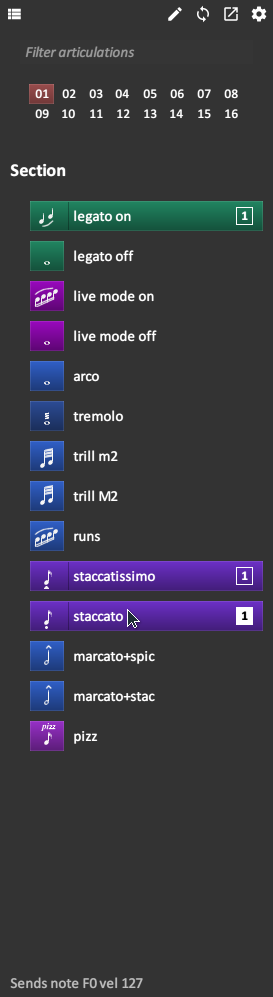 Filter articulations
01 02 03 04 05 06 07 08
09 10 11 12 13 14 15 16
Section
legato on 1
legato off
live mode on
live mode off
arco
tremolo
trill m2
trill M2
runs
staccatissimo 1
staccato 1
marcato+spic
marcato+stac
pizz pizz
Sends note F0 vel 127